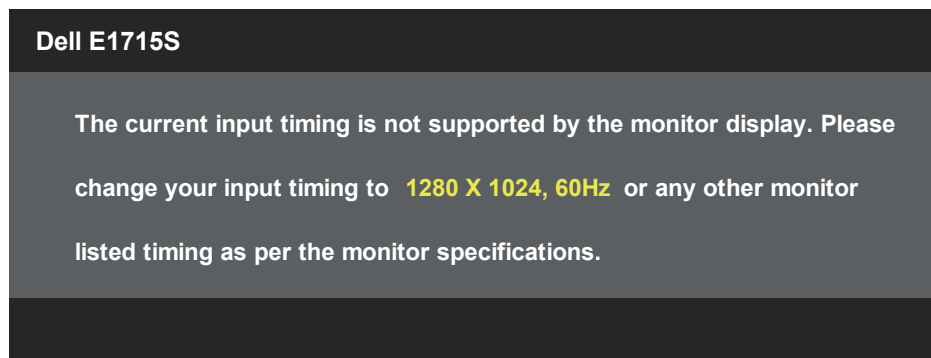 Dell E1715S
The current input timing is not supported by the monitor display. Please
change your input timing to 1280 X 1024, 60Hz or any other monitor
listed timing as per the monitor specifications.